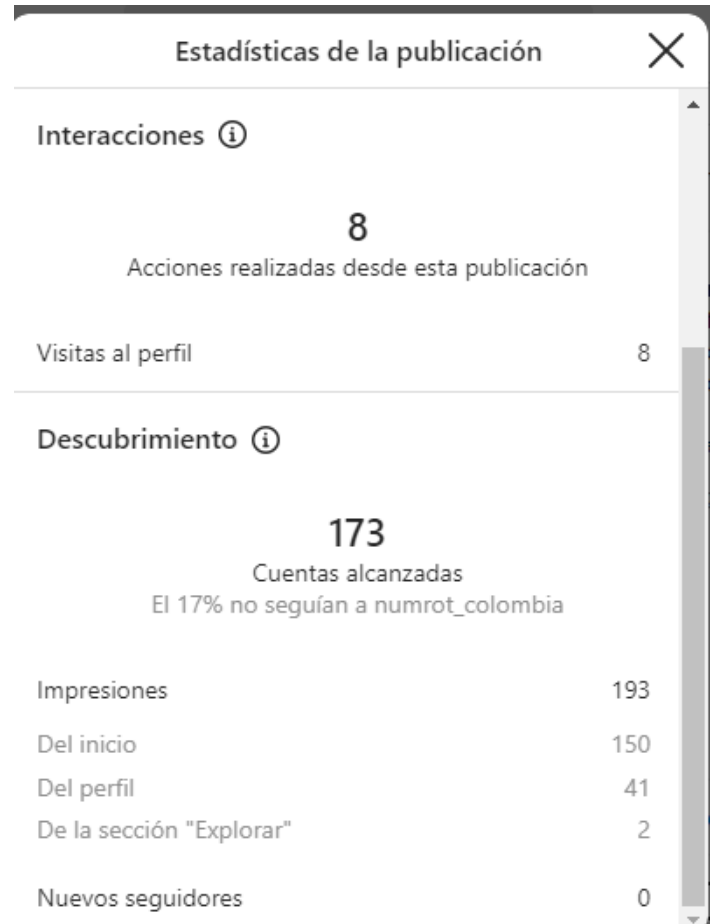 Estadísticas de la publicación
Interacciones
8
Acciones realizadas desde esta publicación
Visitas al perfil 8
Descubrimiento
173
Cuentas alcanzadas
El 17% no seguían a numrot_colombia
Impresiones 193
Del inicio 150
Del perfil 41
De la sección "Explorar" 2
Nuevos seguidores 0